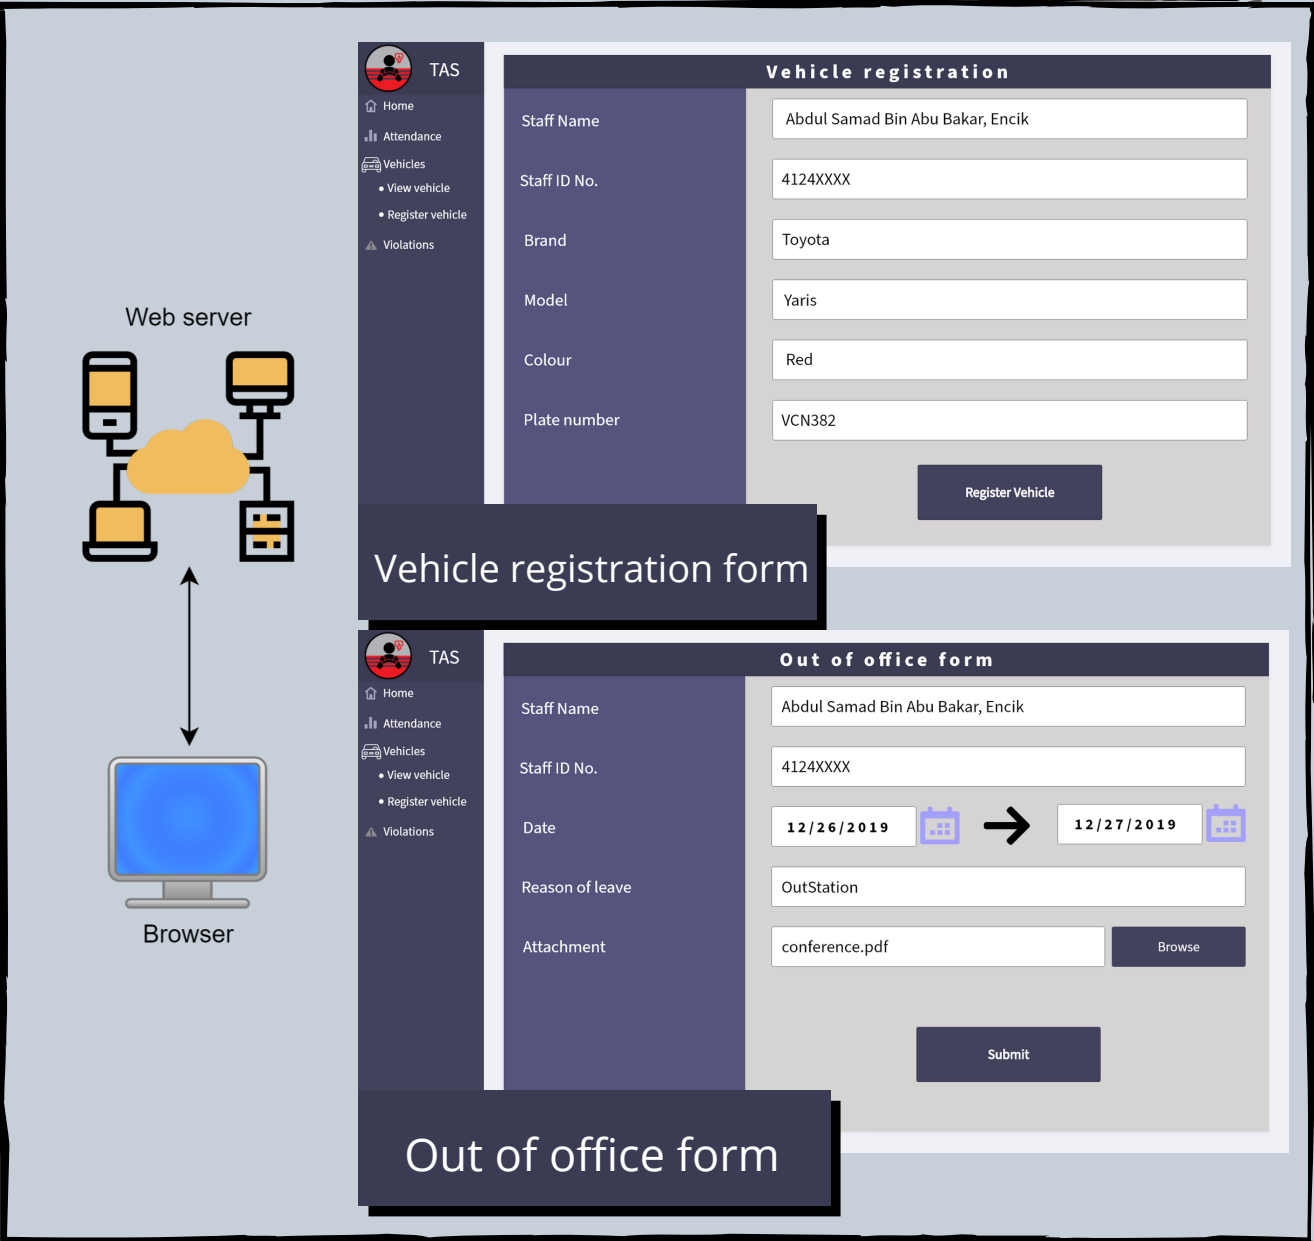 TAS
Home
Attendance
Vehicles
• View vehicle
• Register vehicle
Violations
Vehicle registration
Staff Name
Abdul Samad Bin Abu Bakar, Encik
Staff ID No.
4124XXXX
Brand
Toyota
Model
Yaris
Colour
Red
Plate number
VCN382
Register Vehicle
Vehicle registration form
Web server
Browser
TAS
Home
Attendance
Vehicles
• View vehicle
• Register vehicle
Violations
Out of office form
Staff Name
Abdul Samad Bin Abu Bakar, Encik
Staff ID No.
4124XXXX
Date
12/26/2019
12/27/2019
Reason of leave
OutStation
Attachment
conference.pdf
Browse
Submit
Out of office form